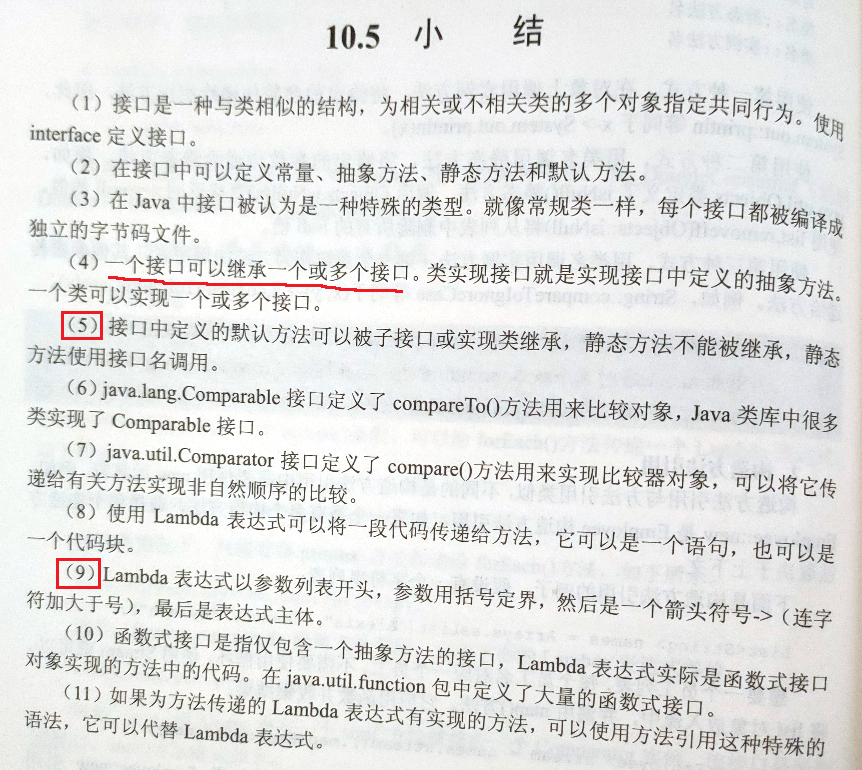 10.5 小 结
（1）接口是一种与类相似的结构，为相关或不相关类的多个对象指定共同行为。使用
interface 定义接口。
（2）在接口中可以定义常量、抽象方法、静态方法和默认方法。
（3）在 Java 中接口被认为是一种特殊的类型。就像常规类一样，每个接口都被编译成
独立的字节码文件。
（4）一个接口可以继承一个或多个接口。类实现接口就是实现接口中定义的抽象方法。
一个类可以实现一个或多个接口。
（5）接口中定义的默认方法可以被子接口或实现类继承，静态方法不能被继承，静态
方法使用接口名调用。
（6）java.lang.Comparable 接口定义了 compareTo()方法用来比较对象，Java 类库中很多
类实现了 Comparable 接口。
（7）java.util.Comparator 接口定义了 compare()方法用来实现比较器对象，可以将它传
递给有关方法实现非自然顺序的比较。
（8）使用 Lambda 表达式可以将一段代码传递给方法，它可以是一个语句，也可以是
一个代码块。
（9）Lambda 表达式以参数列表开头，参数用括号定界，然后是一个箭头符号->（连字
符加大于号），最后是表达式主体。
（10）函数式接口是指仅包含一个抽象方法的接口，Lambda 表达式实际是函数式接口
对象实现的方法中的代码。在 java.util.function 包中定义了大量的函数式接口。
（11）如果为方法传递的 Lambda 表达式有实现的方法，可以使用方法引用这种特殊的
语法，它可以代替 Lambda 表达式。